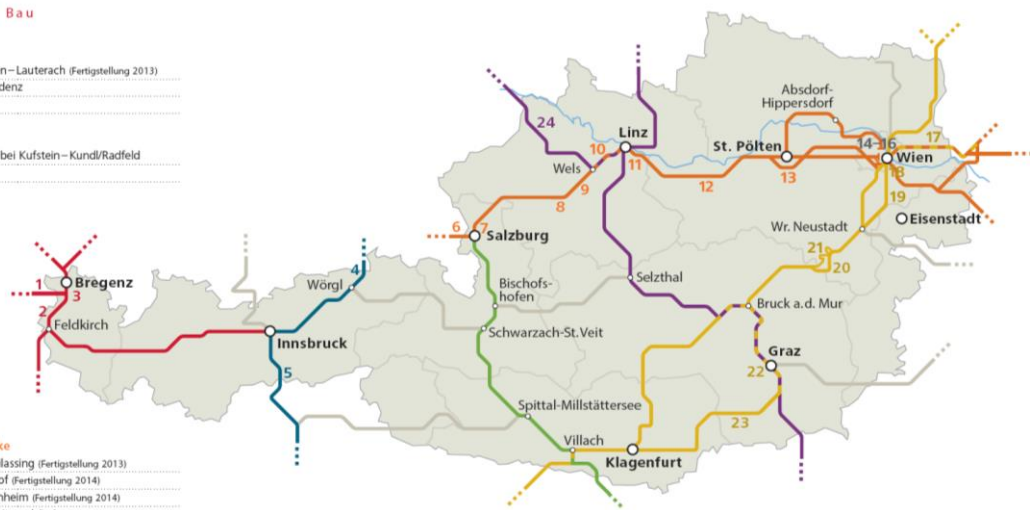 Bau
n–Lauterach (Fertigstellung 2013)
denz
bei Kufstein–Kundl/Radfeld
ke
lassing (Fertigstellung 2013)
of (Fertigstellung 2014)
nheim (Fertigstellung 2014)
1
Bregenz
3
2
Feldkirch
Wörgl
4
Innsbruck
5
6
7
Salzburg
8
9
Wels
10
24
Linz
11
12
St. Pölten
13
Absdorf-
Hippersdorf
14–16
Wien
17
18
19
Eisenstadt
Wr. Neustadt
21
20
Bischofs-
hofen
Schwarzach-St. Veit
Selzthal
Bruck a.d. Mur
Graz
22
23
Spittal-Millstättersee
Villach
Klagenfurt